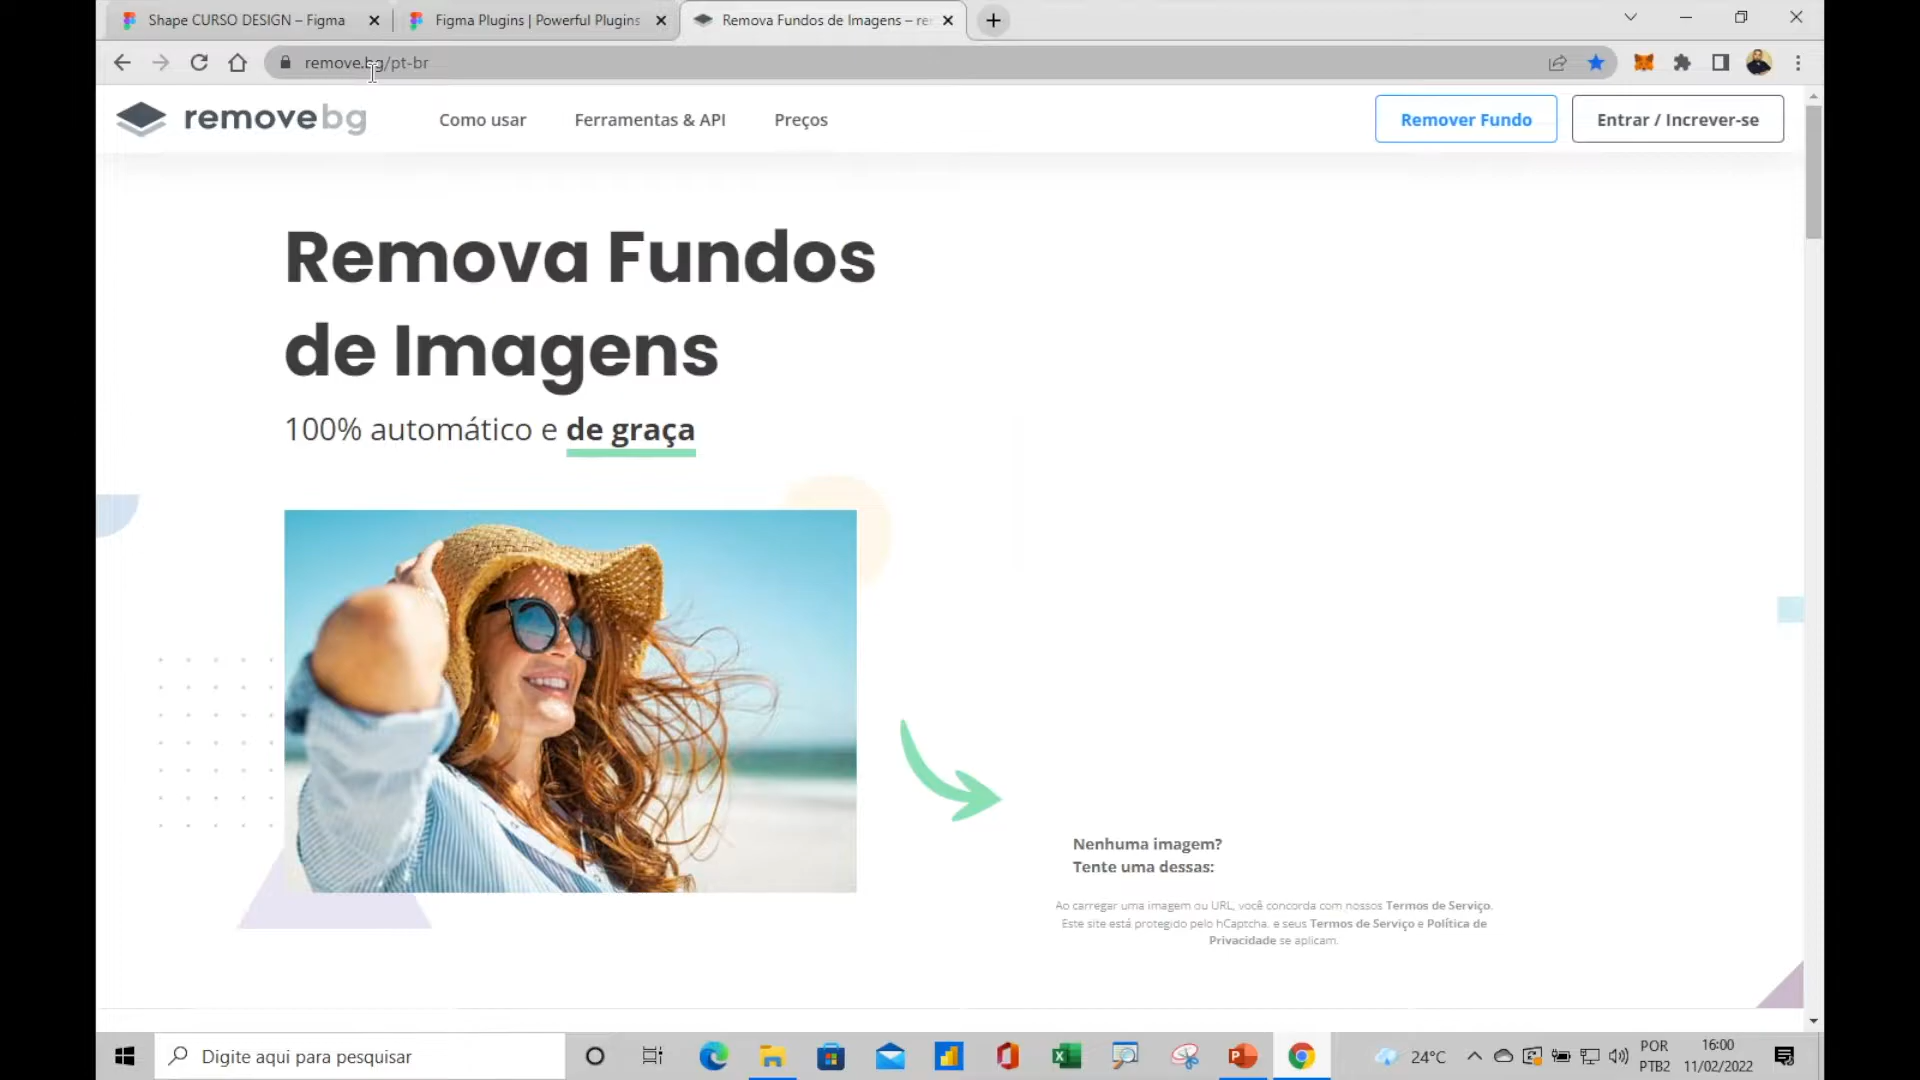 Shape CURSO DESIGN – Figma
Figma Plugins | Powerful Plugins
Remova Fundos de Imagens – re
remove.bg/pt-br
removebg
Como usar
Ferramentas & API
Preços
Remover Fundo
Entrar / Increver-se
Remova Fundos
de Imagens
100% automático e de graça
Nenhuma imagem?
Tente uma dessas:
Ao carregar uma imagem ou URL, você concorda com nossos Termos de Serviço.
Este site está protegido pelo hCaptcha. e seus Termos de Serviço e Política de
Privacidade se aplicam.
Digite aqui para pesquisar
24°C
POR
PTB2
16:00
11/02/2022